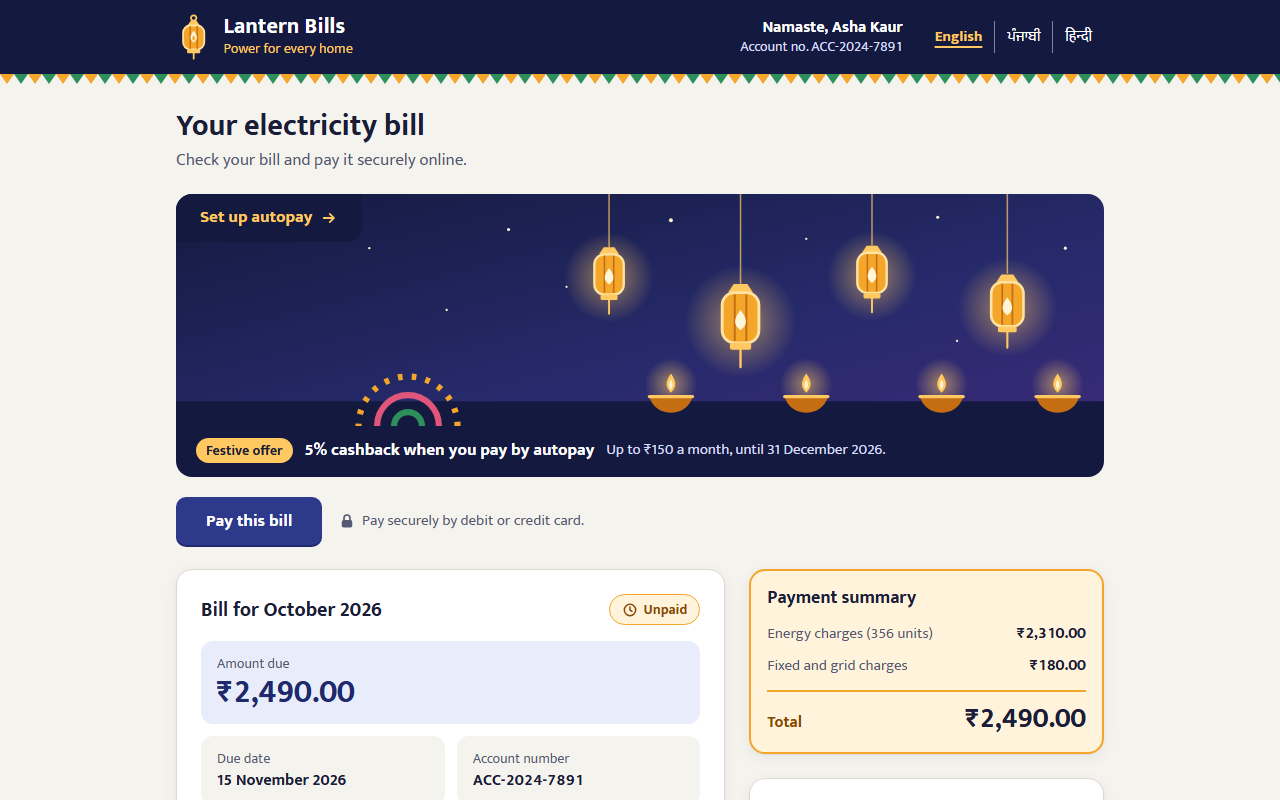 Lantern Bills
Power for every home
Namaste, Asha Kaur
Account no. ACC-2024-7891
English
ਪੰਜਾਬੀ
हिन्दी
Your electricity bill
Check your bill and pay it securely online.
Set up autopay →
Festive offer 5% cashback when you pay by autopay Up to ₹150 a month, until 31 December 2026.
Pay this bill
Pay securely by debit or credit card.
Bill for October 2026
Unpaid
Amount due
₹2,490.00
Due date
15 November 2026
Account number
ACC-2024-7891
Payment summary
Energy charges (356 units) ₹2,310.00
Fixed and grid charges ₹180.00
Total ₹2,490.00